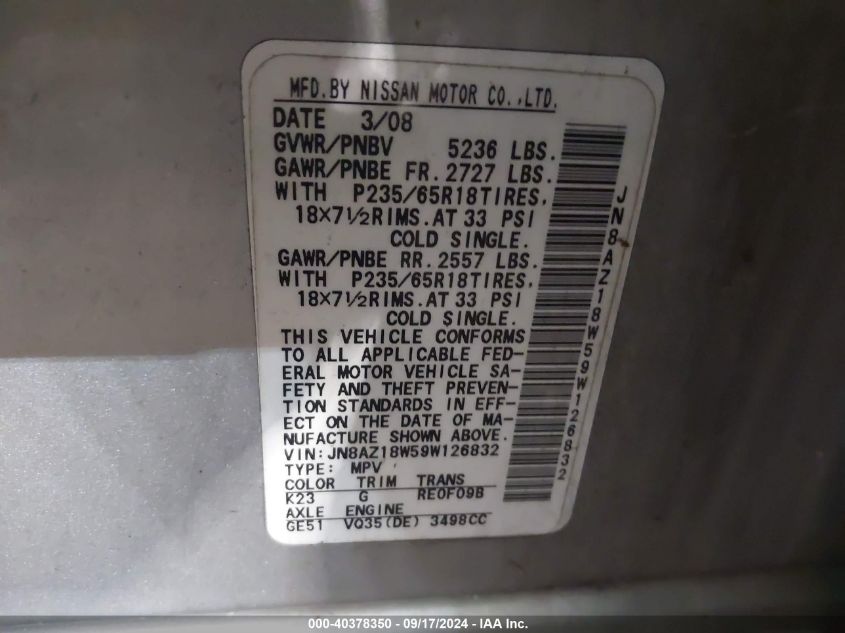 MFD.BY NISSAN MOTOR CO.,LTD.
DATE 3/08
GVWR/PNBV 5236 LBS.
GAWR/PNBE FR. 2727 LBS.
WITH P235/65R18TIRES.
18X7½RIMS.AT 33 PSI
COLD SINGLE.
GAWR/PNBE RR. 2557 LBS.
WITH P235/65R18TIRES.
18X7½RIMS.AT 33 PSI
COLD SINGLE.
THIS VEHICLE CONFORMS
TO ALL APPLICABLE FED-
ERAL MOTOR VEHICLE SA-
FETY AND THEFT PREVEN-
TION STANDARDS IN EFF-
ECT ON THE DATE OF MA-
NUFACTURE SHOWN ABOVE.
VIN:JN8AZ18W59W126832
TYPE: MPV
COLOR TRIM TRANS
K23 G RE0F09B
AXLE ENGINE
GE51 VQ35(DE) 3498CC
JN8AZ18W59W126832
000-40378350 - 09/17/2024 - IAA Inc.